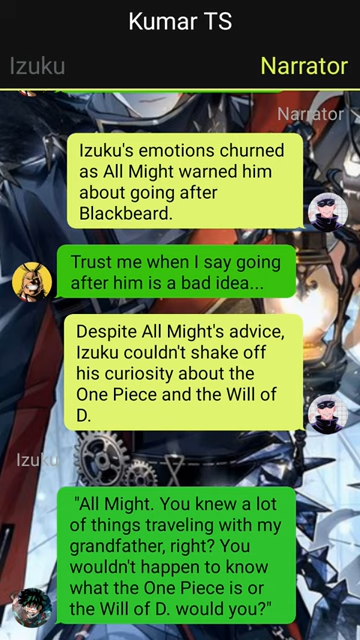 Kumar TS
Izuku
Narrator
Narrator
Izuku's emotions churned
as All Might warned him
about going after
Blackbeard.
Trust me when I say going
after him is a bad idea...
Despite All Might's advice,
Izuku couldn't shake off
his curiosity about the
One Piece and the Will of
D.
Izuku
"All Might. You knew a lot
of things traveling with my
grandfather, right? You
wouldn't happen to know
what the One Piece is or
the Will of D. would you?"